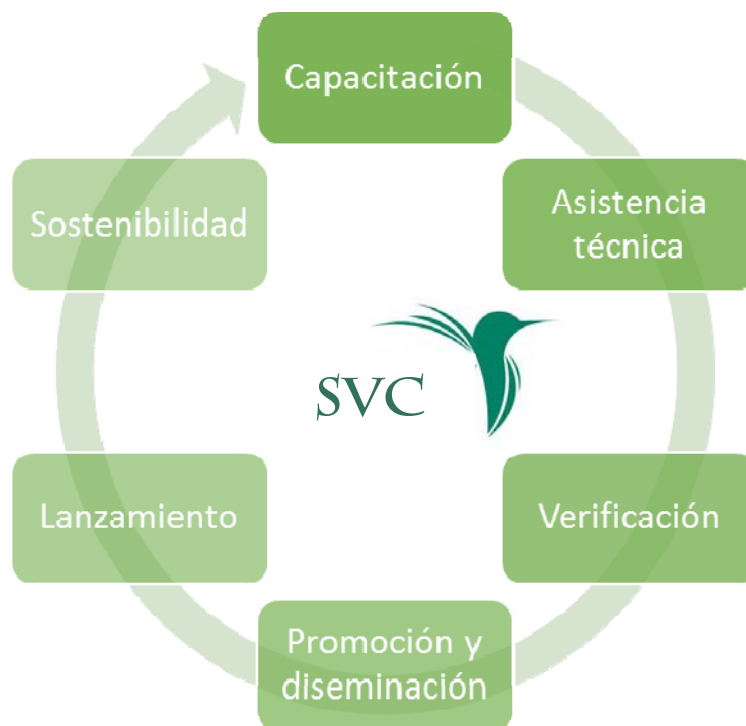 Capacitación
Asistencia
técnica
Verificación
Promoción y
diseminación
Lanzamiento
Sostenibilidad
SVC